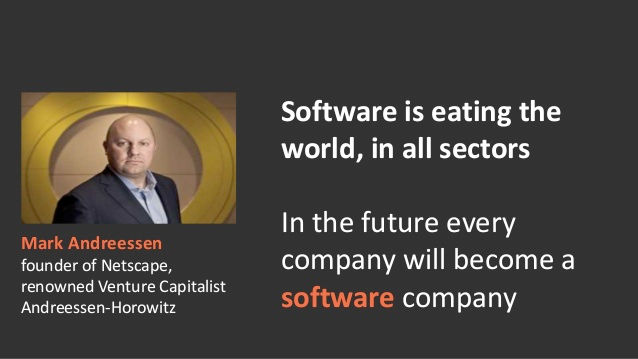 Software is eating the
world, in all sectors
In the future every
company will become a
software company
Mark Andreessen
founder of Netscape,
renowned Venture Capitalist
Andreessen-Horowitz